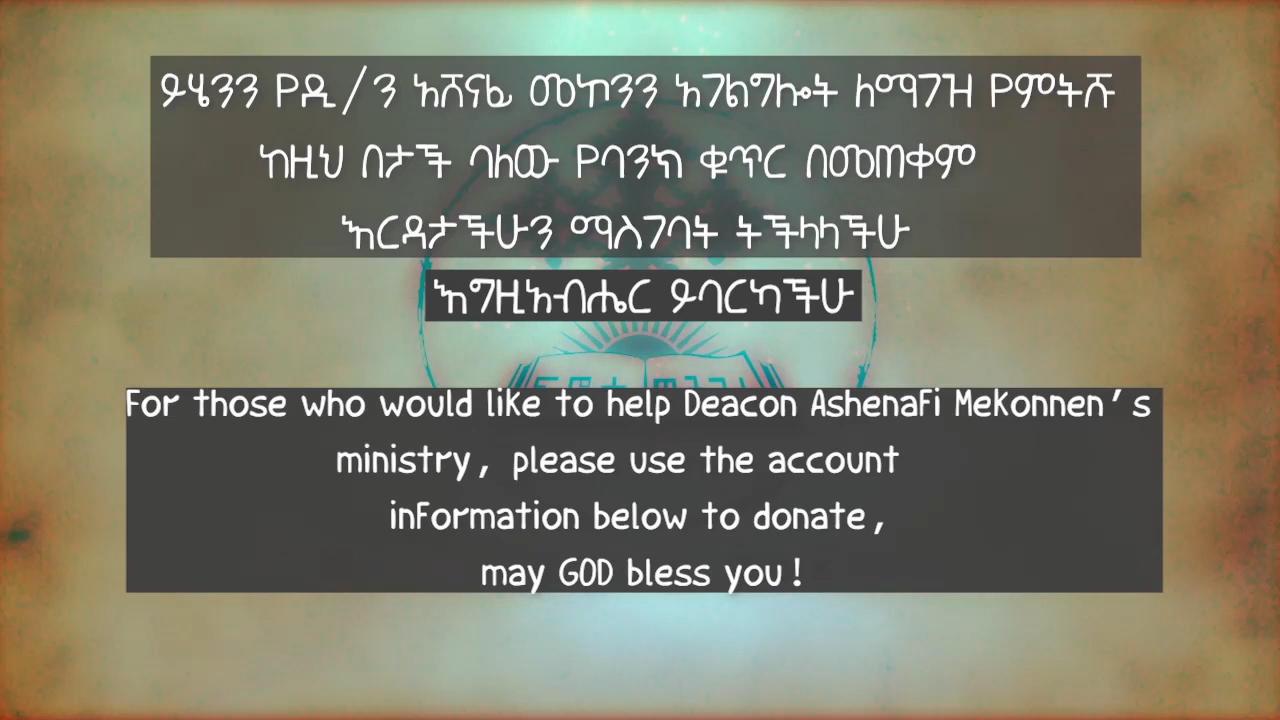 ይሄንን የዲ/ን አሸናፊ መኮንን አገልግሎት ለማገዝ የምትሹ
ከዚህ በታች ባለው የባንክ ቁጥር በመጠቀም
እርዳታችሁን ማስገባት ትችላላችሁ
እግዚአብሔር ይባርካችሁ
For those who would like to help Deacon Ashenafi Mekonnen's
ministry, please use the account
information below to donate,
may GOD bless you!